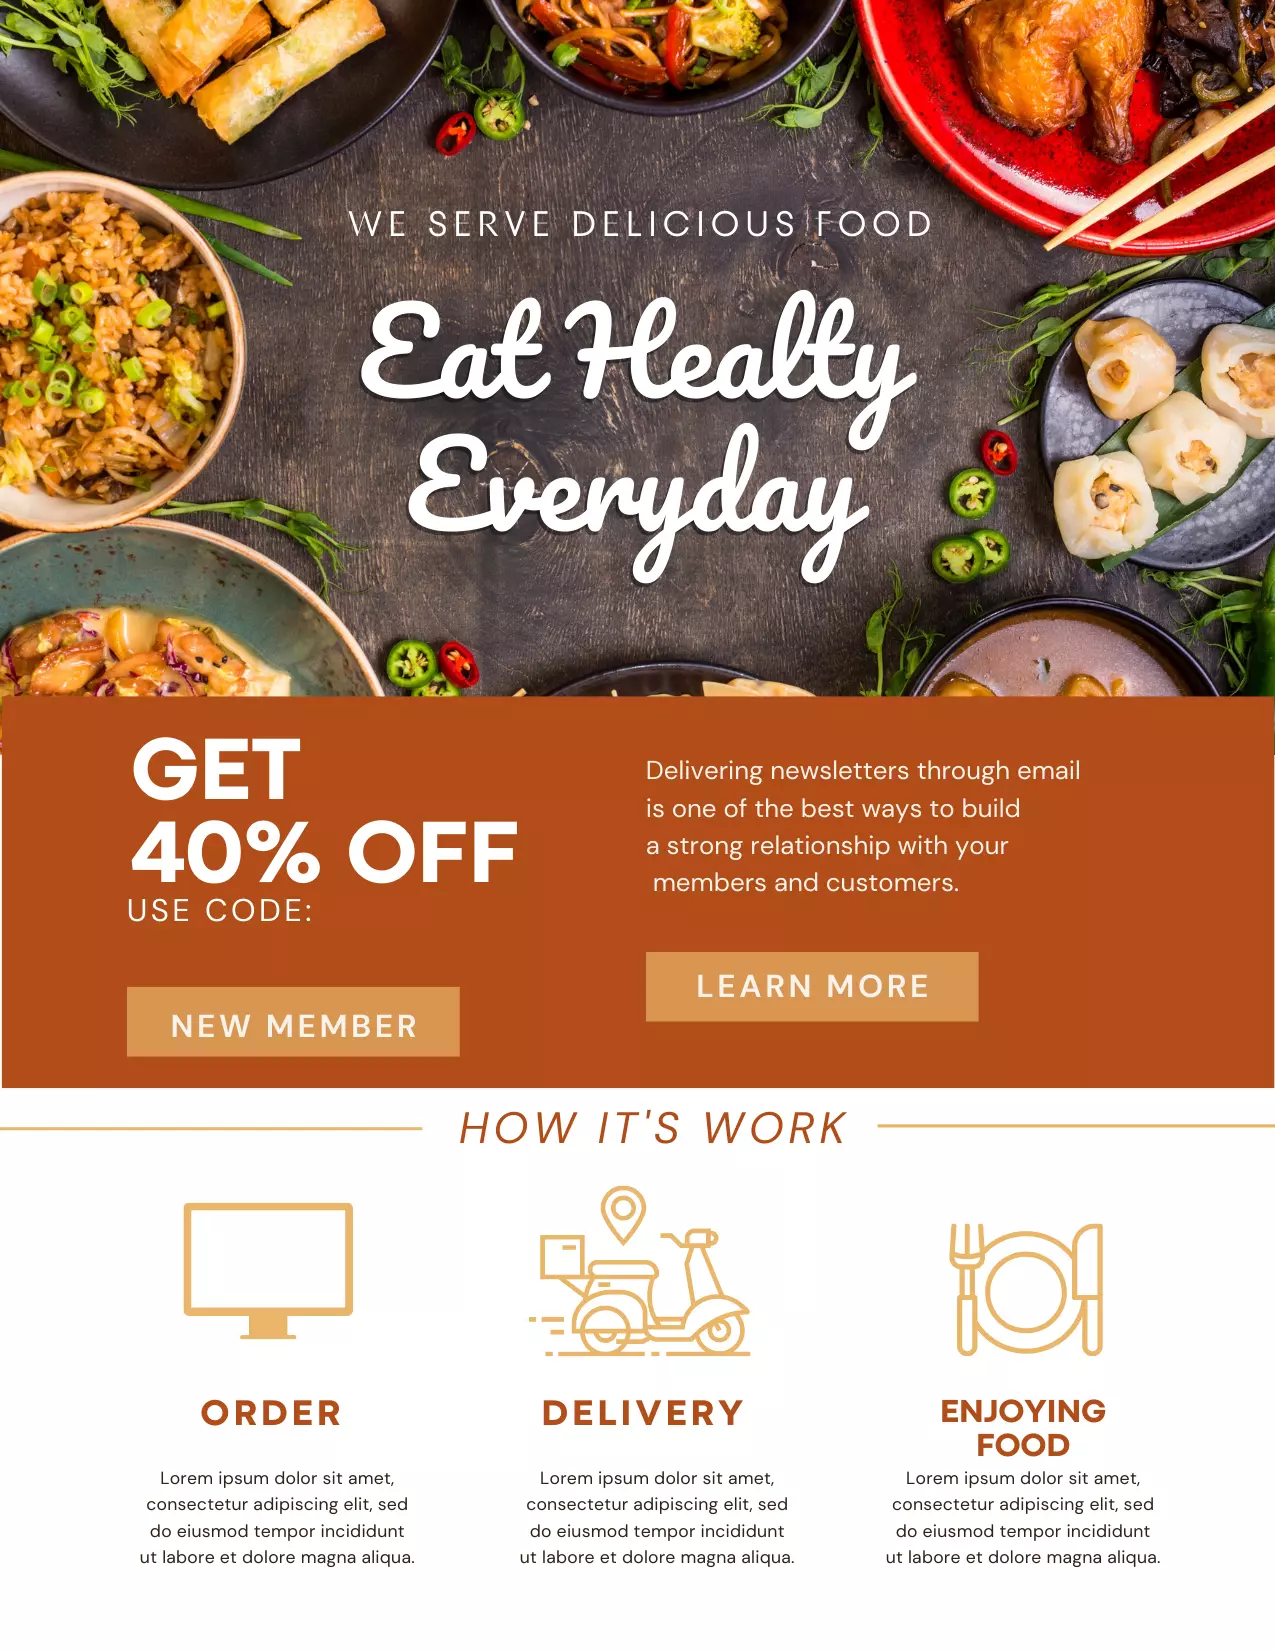 WE SERVE DELICIOUS FOOD
Eat Healty
Everyday
GET
40% OFF
USE CODE:
NEW MEMBER
Delivering newsletters through email
is one of the best ways to build
a strong relationship with your
members and customers.
LEARN MORE
HOW IT'S WORK
ORDER
Lorem ipsum dolor sit amet,
consectetur adipiscing elit, sed
do eiusmod tempor incididunt
ut labore et dolore magna aliqua.
DELIVERY
Lorem ipsum dolor sit amet,
consectetur adipiscing elit, sed
do eiusmod tempor incididunt
ut labore et dolore magna aliqua.
ENJOYING
FOOD
Lorem ipsum dolor sit amet,
consectetur adipiscing elit, sed
do eiusmod tempor incididunt
ut labore et dolore magna aliqua.